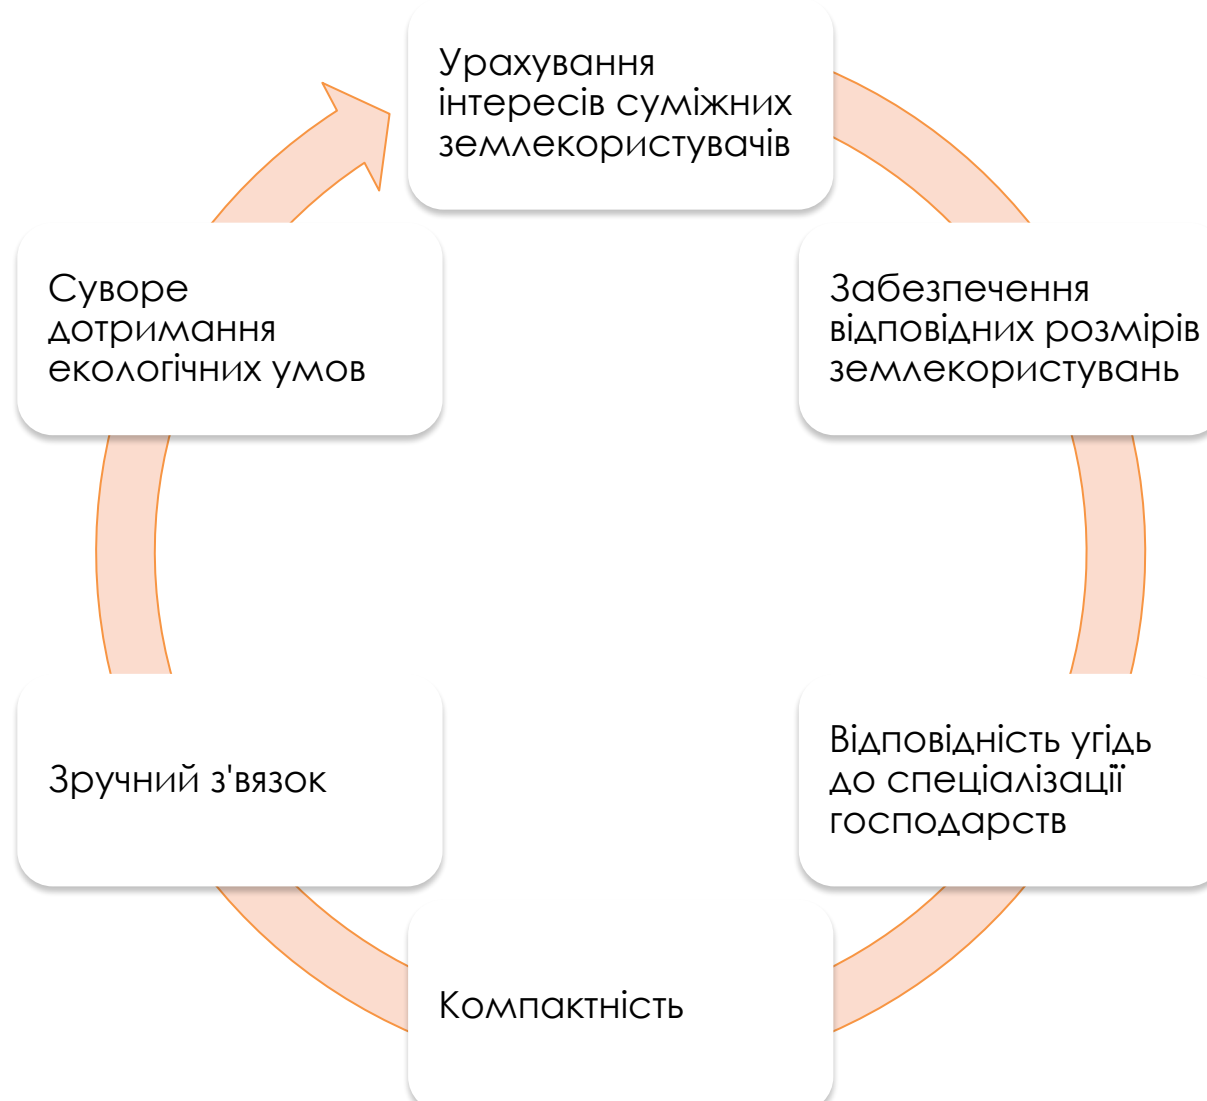 Урахування
інтересів суміжних
землекористувачів
Забезпечення
відповідних розмірів
землекористувань
Відповідність угідь
до спеціалізації
господарств
Компактність
Зручний з'вязок
Суворе
дотримання
екологічних умов